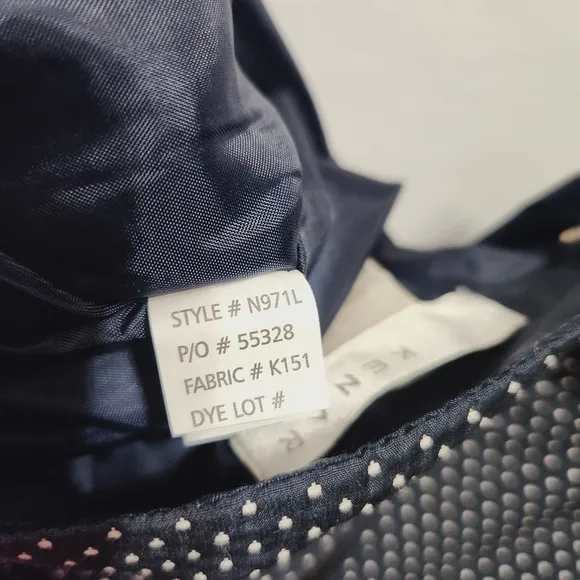 STYLE # N971L
P/O # 55328
FABRIC # K151
DYE LOT #